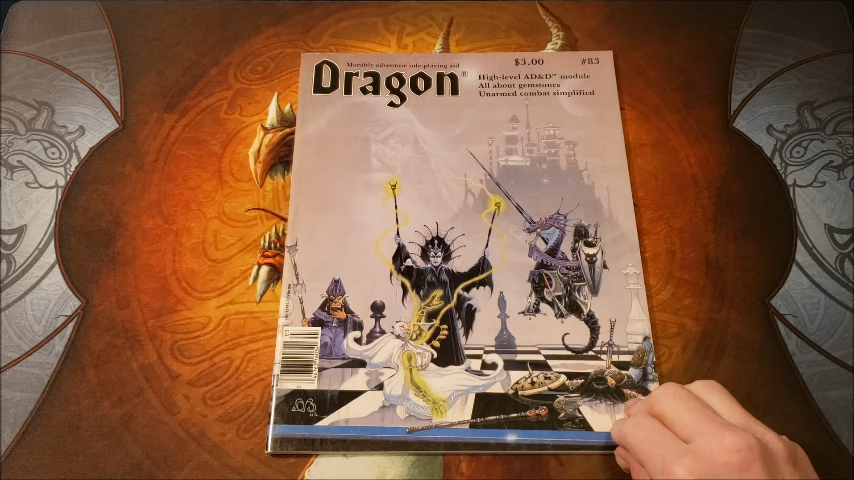 Monthly adventure role-playing aid
Dragon®
$3.00 #83
High-level AD&D™ module
All about gemstones
Unarmed combat simplified